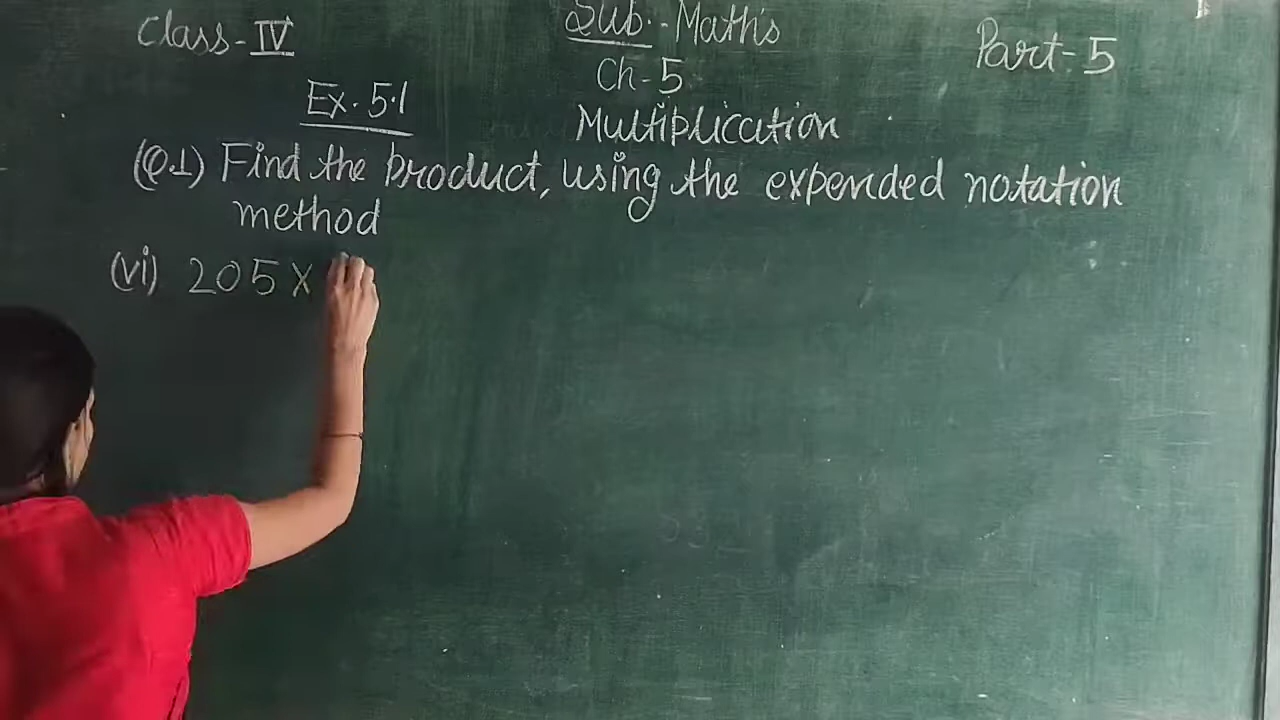 Class-IV Sub.-Maths Part-5
Ch-5
Ex.5.1
Multiplication
(Q.1) Find the product, using the expended notation
method
(vi) 205 X